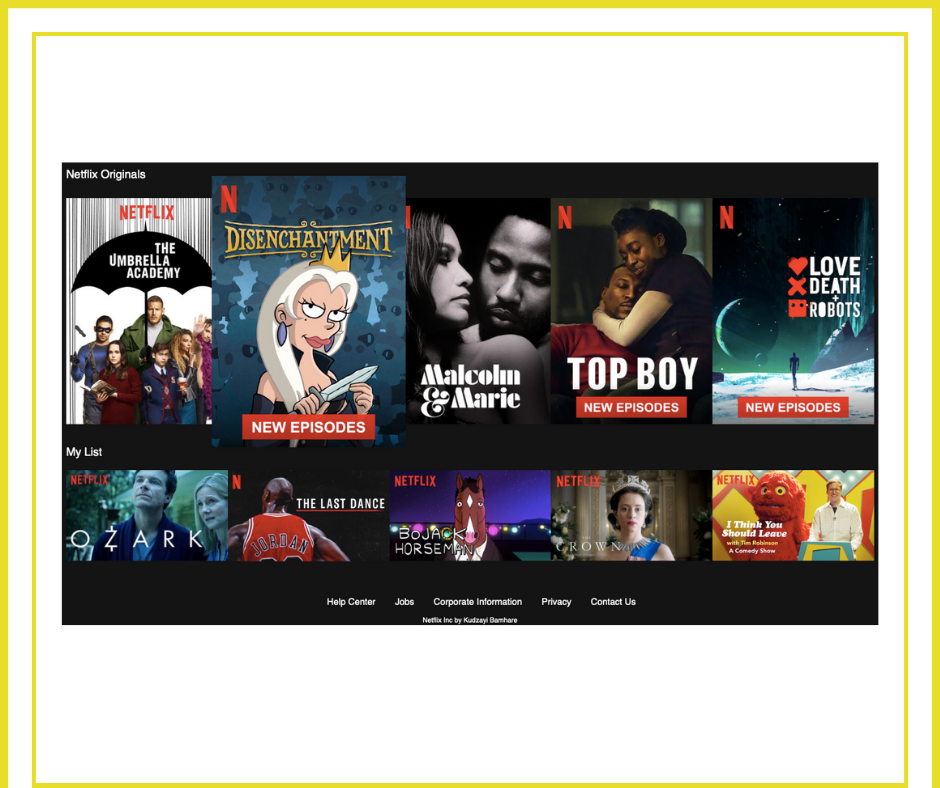 Netflix Originals
NETFLIX
THE
UMBRELLA
ACADEMY
N
DISENCHANTMENT
NEW EPISODES
Malcolm
& Marie
N
TOP BOY
NEW EPISODES
N
LOVE
DEATH
+
ROBOTS
NEW EPISODES
My List
NETFLIX
OZARK
N
THE LAST DANCE
JORDAN
NETFLIX
BOJACK
HORSEMAN
NETFLIX
CROWN
NETFLIX
I Think You
Should Leave
with Tim Robinson
A Comedy Show
Help Center Jobs Corporate Information Privacy Contact Us
Netflix Inc by Kudzayi Bamhare